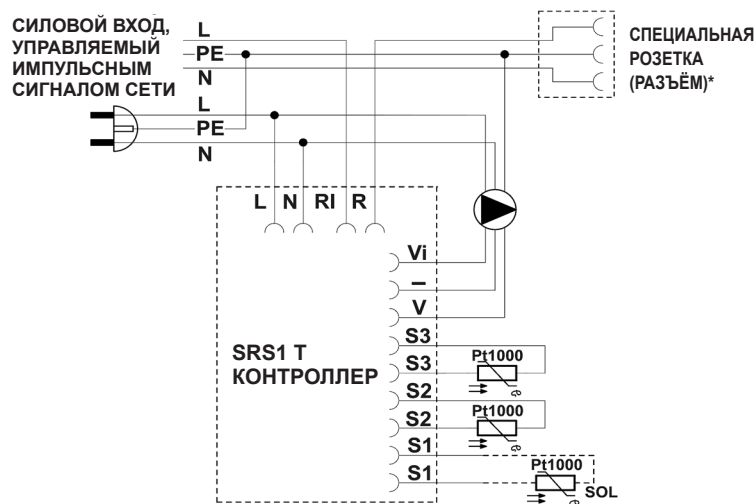 СИЛОВОЙ ВХОД,
УПРАВЛЯЕМЫЙ
ИМПУЛЬСНЫМ
СИГНАЛОМ СЕТИ
L
PE
N
L
PE
N
СПЕЦИАЛЬНАЯ
РОЗЕТКА
(РАЗЪЁМ)*
L N RI R
Vi
–
V
S3
S3
S2
S2
S1
S1
SRS1 T
КОНТРОЛЛЕР
Pt1000
Pt1000
Pt1000
SOL